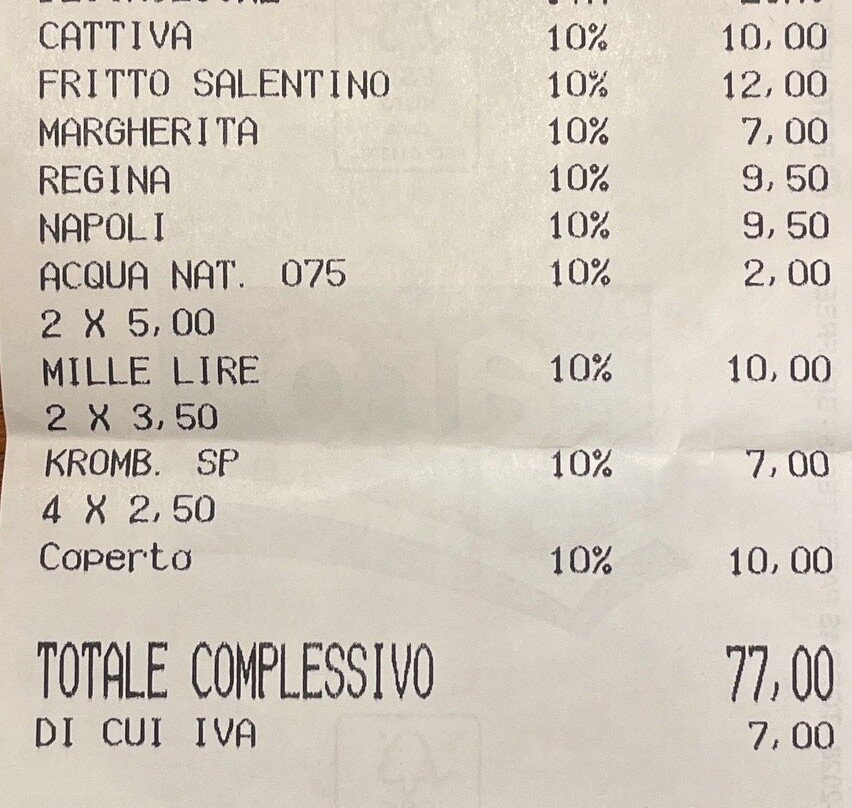 CATTIVA 10% 10,00
FRITTO SALENTINO 10% 12,00
MARGHERITA 10% 7,00
REGINA 10% 9,50
NAPOLI 10% 9,50
ACQUA NAT. 075 10% 2,00
2 X 5,00
MILLE LIRE 10% 10,00
2 X 3,50
KROMB. SP 10% 7,00
4 X 2,50
Coperto 10% 10,00
TOTALE COMPLESSIVO 77,00
DI CUI IVA 7,00